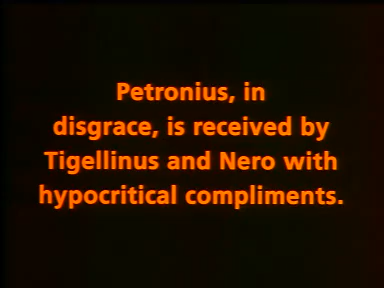 Petronius, in
disgrace, is received by
Tigellinus and Nero with
hypocritical compliments.